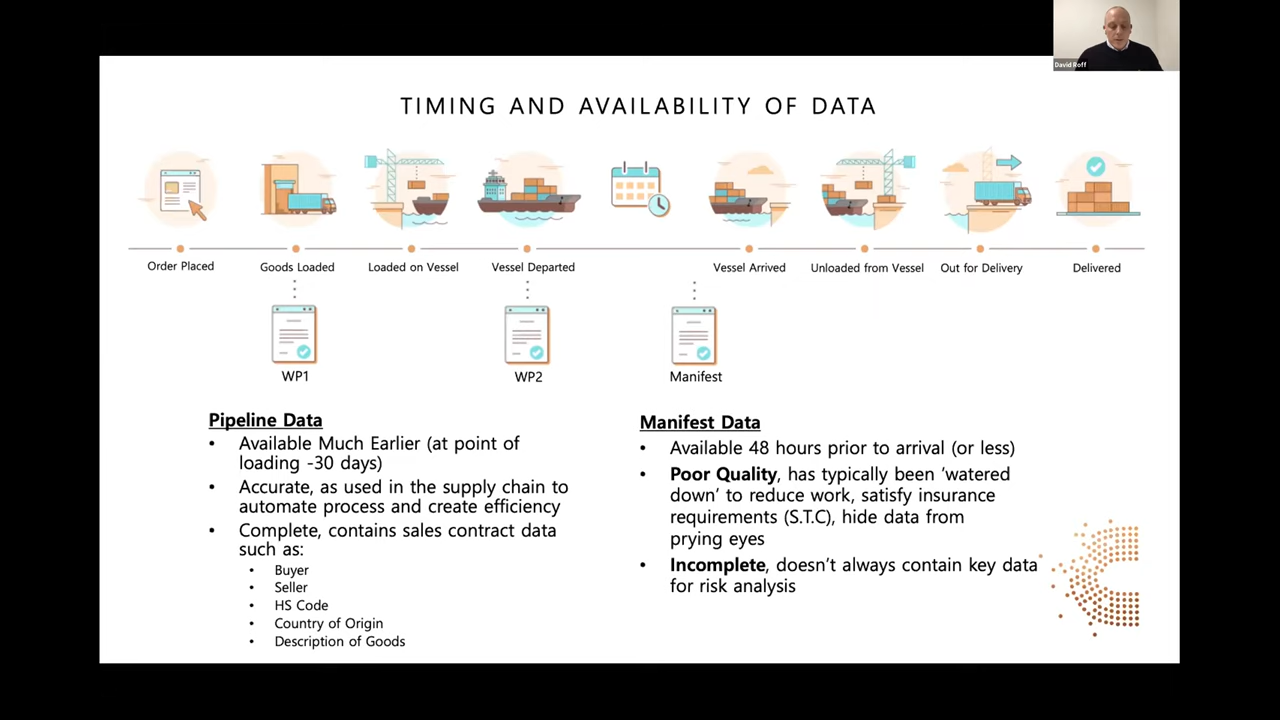 David Roff
TIMING AND AVAILABILITY OF DATA
Order Placed
Goods Loaded
Loaded on Vessel
Vessel Departed
Vessel Arrived
Unloaded from Vessel
Out for Delivery
Delivered
WP1
WP2
Manifest
Pipeline Data
• Available Much Earlier (at point of
loading -30 days)
• Accurate, as used in the supply chain to
automate process and create efficiency
• Complete, contains sales contract data
such as:
• Buyer
• Seller
• HS Code
• Country of Origin
• Description of Goods
Manifest Data
• Available 48 hours prior to arrival (or less)
• Poor Quality, has typically been ‘watered
down’ to reduce work, satisfy insurance
requirements (S.T.C), hide data from
prying eyes
• Incomplete, doesn’t always contain key data
for risk analysis